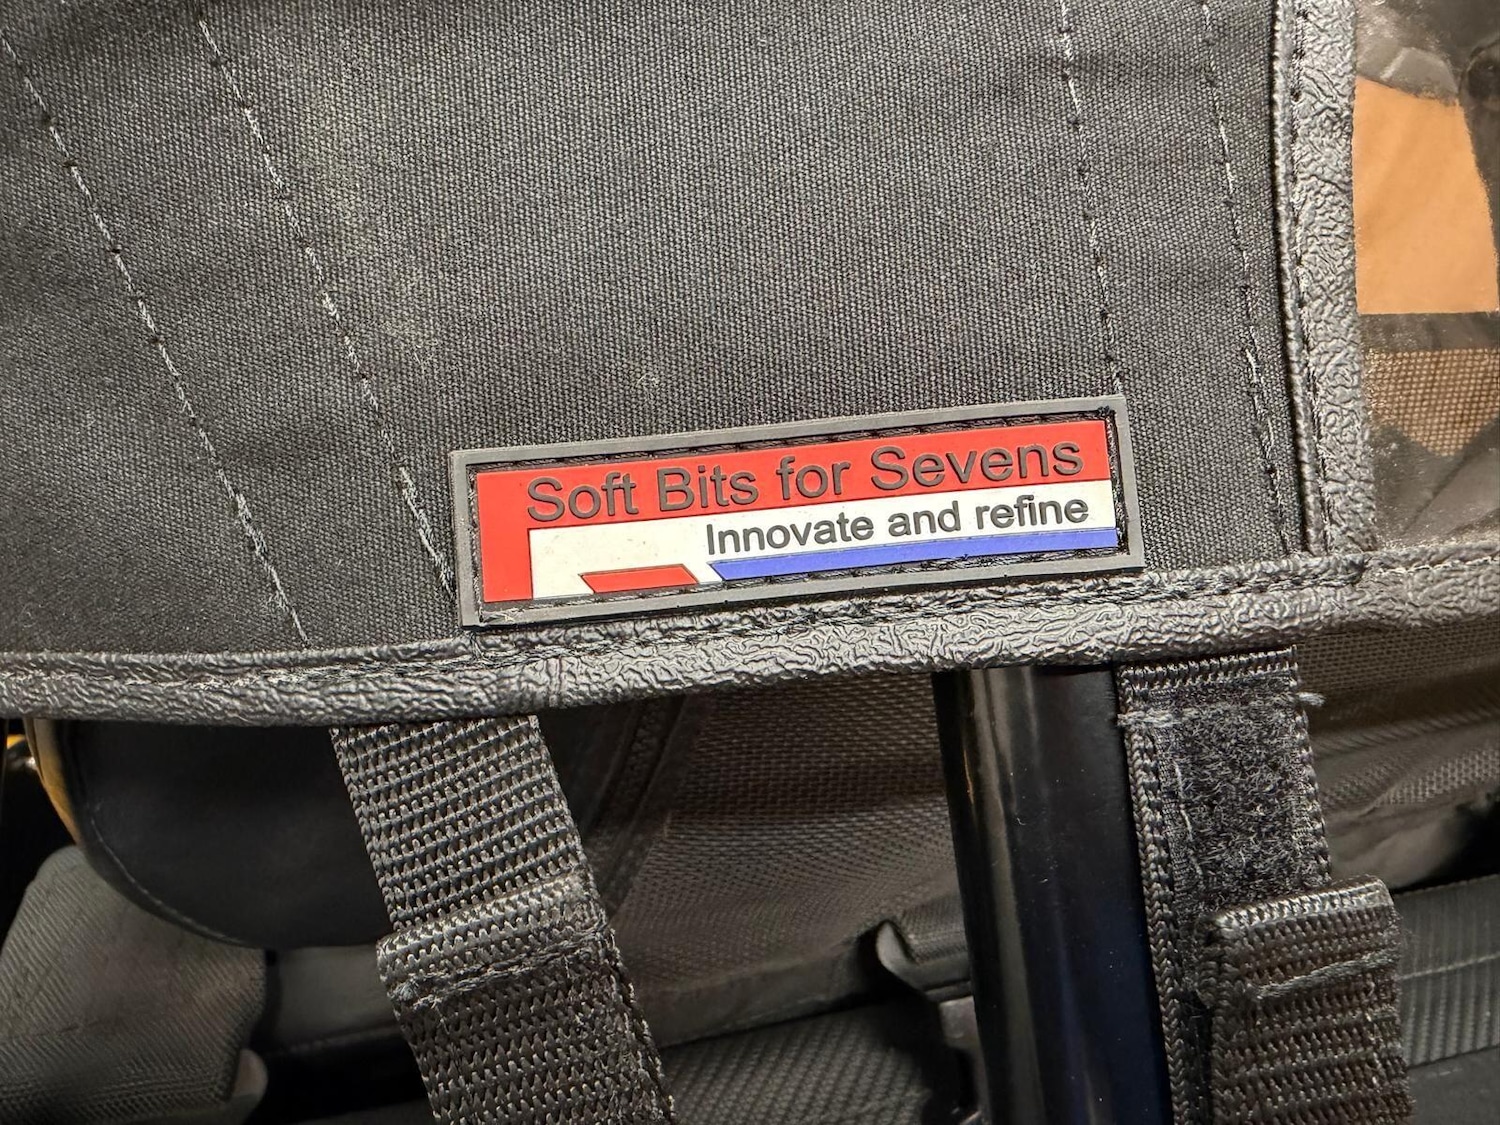 Soft Bits for Sevens
Innovate and refine